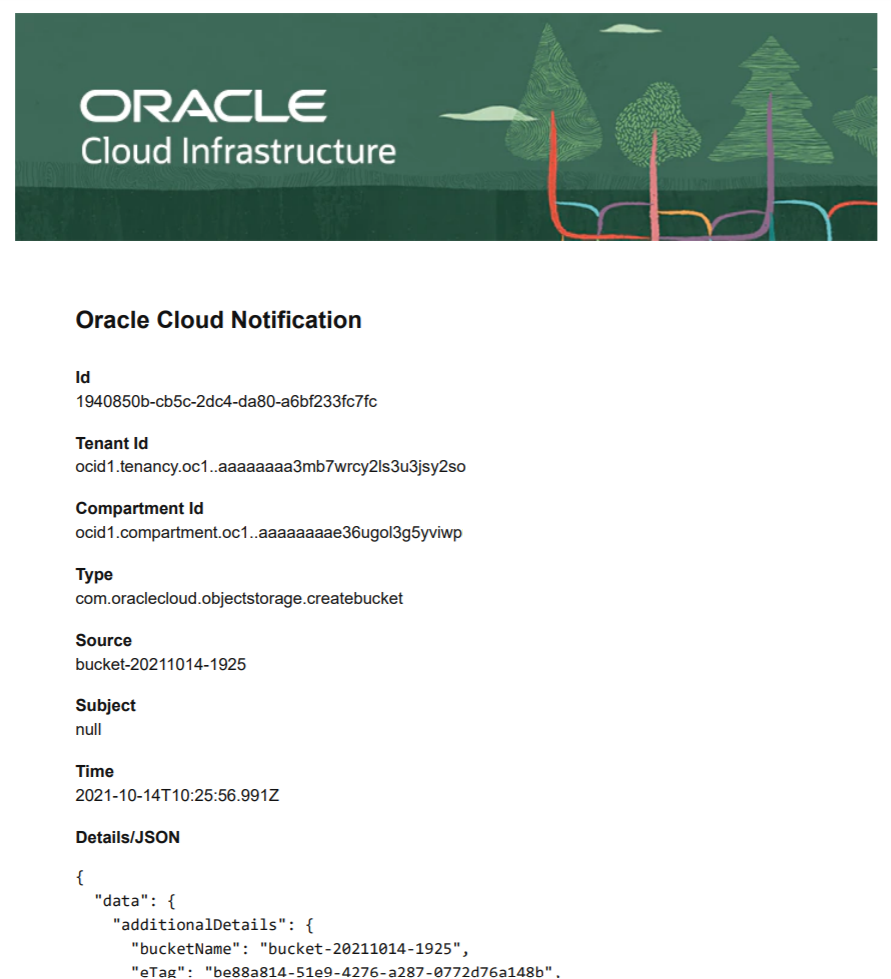 ORACLE
Cloud Infrastructure
Oracle Cloud Notification
Id
1940850b-cb5c-2dc4-da80-a6bf233fc7fc
Tenant Id
ocid1.tenancy.oc1..aaaaaaaa3mb7wrcy2ls3u3jsy2so
Compartment Id
ocid1.compartment.oc1..aaaaaaaae36ugol3g5yviwp
Type
com.oraclecloud.objectstorage.createbucket
Source
bucket-20211014-1925
Subject
null
Time
2021-10-14T10:25:56.991Z
Details/JSON
{
"data": {
"additionalDetails": {
"bucketName": "bucket-20211014-1925",
"eTag": "be88a814-51e9-4276-a287-0772d76a148b",